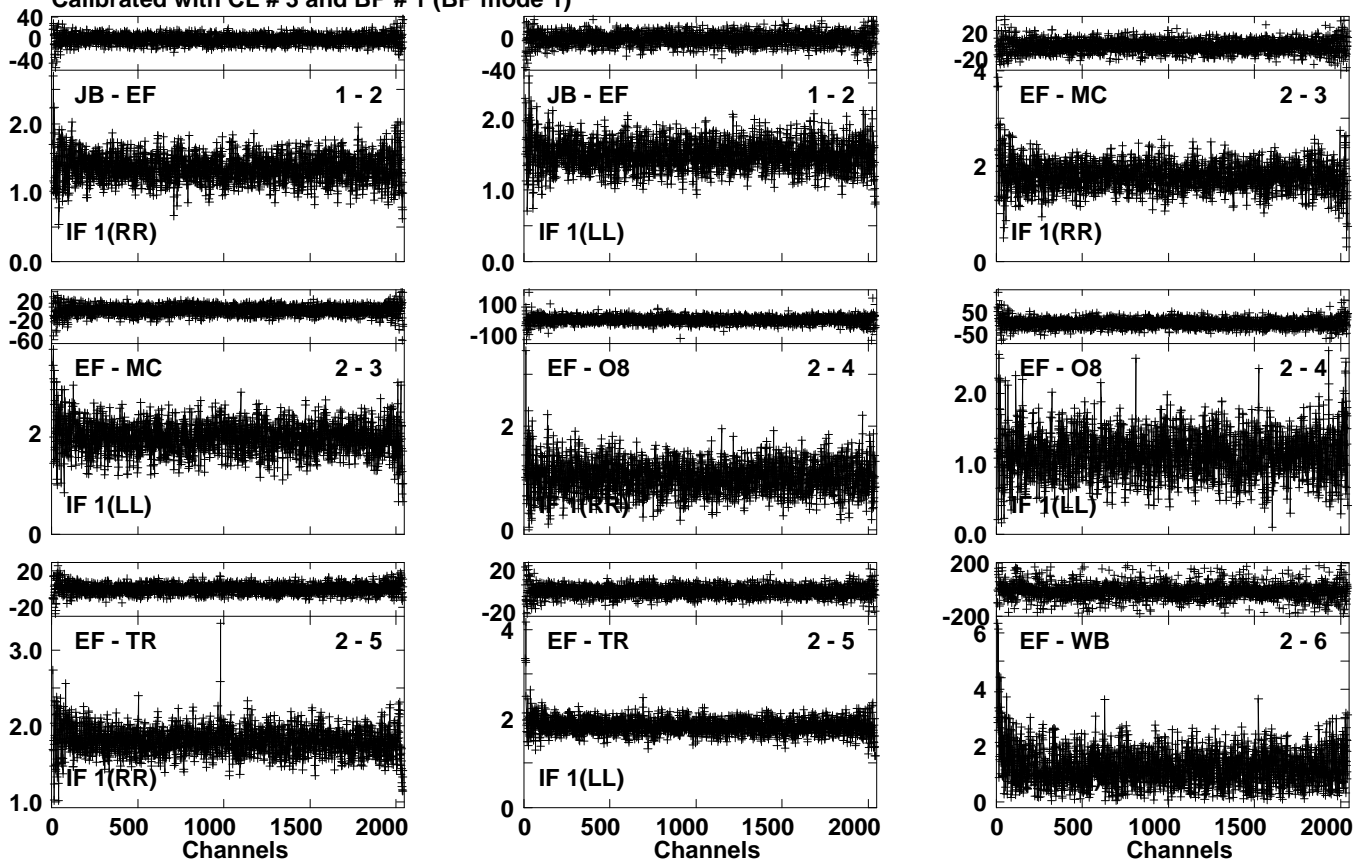 Calibrated with CL # 3 and BP # 1 (BP mode 1)
40
0
-40
JB - EF 1 - 2
2.0
1.0
IF 1(RR)
0.0
0
-40
JB - EF 1 - 2
2.0
1.0
IF 1(LL)
0.0
20
-20
4
EF - MC 2 - 3
2
IF 1(RR)
0
20
-20
-60
EF - MC 2 - 3
2
IF 1(LL)
0
100
-100
EF - O8 2 - 4
2
IF 1(RR)
0
50
-50
EF - O8 2 - 4
2.0
1.0
IF 1(LL)
0.0
20
-20
EF - TR 2 - 5
3.0
2.0
IF 1(RR)
1.0
0 500 1000 1500 2000
Channels
20
-20
EF - TR 2 - 5
4
2
IF 1(LL)
0
0 500 1000 1500 2000
Channels
200
-200
EF - WB 2 - 6
6
4
2
0
0 500 1000 1500 2000
Channels